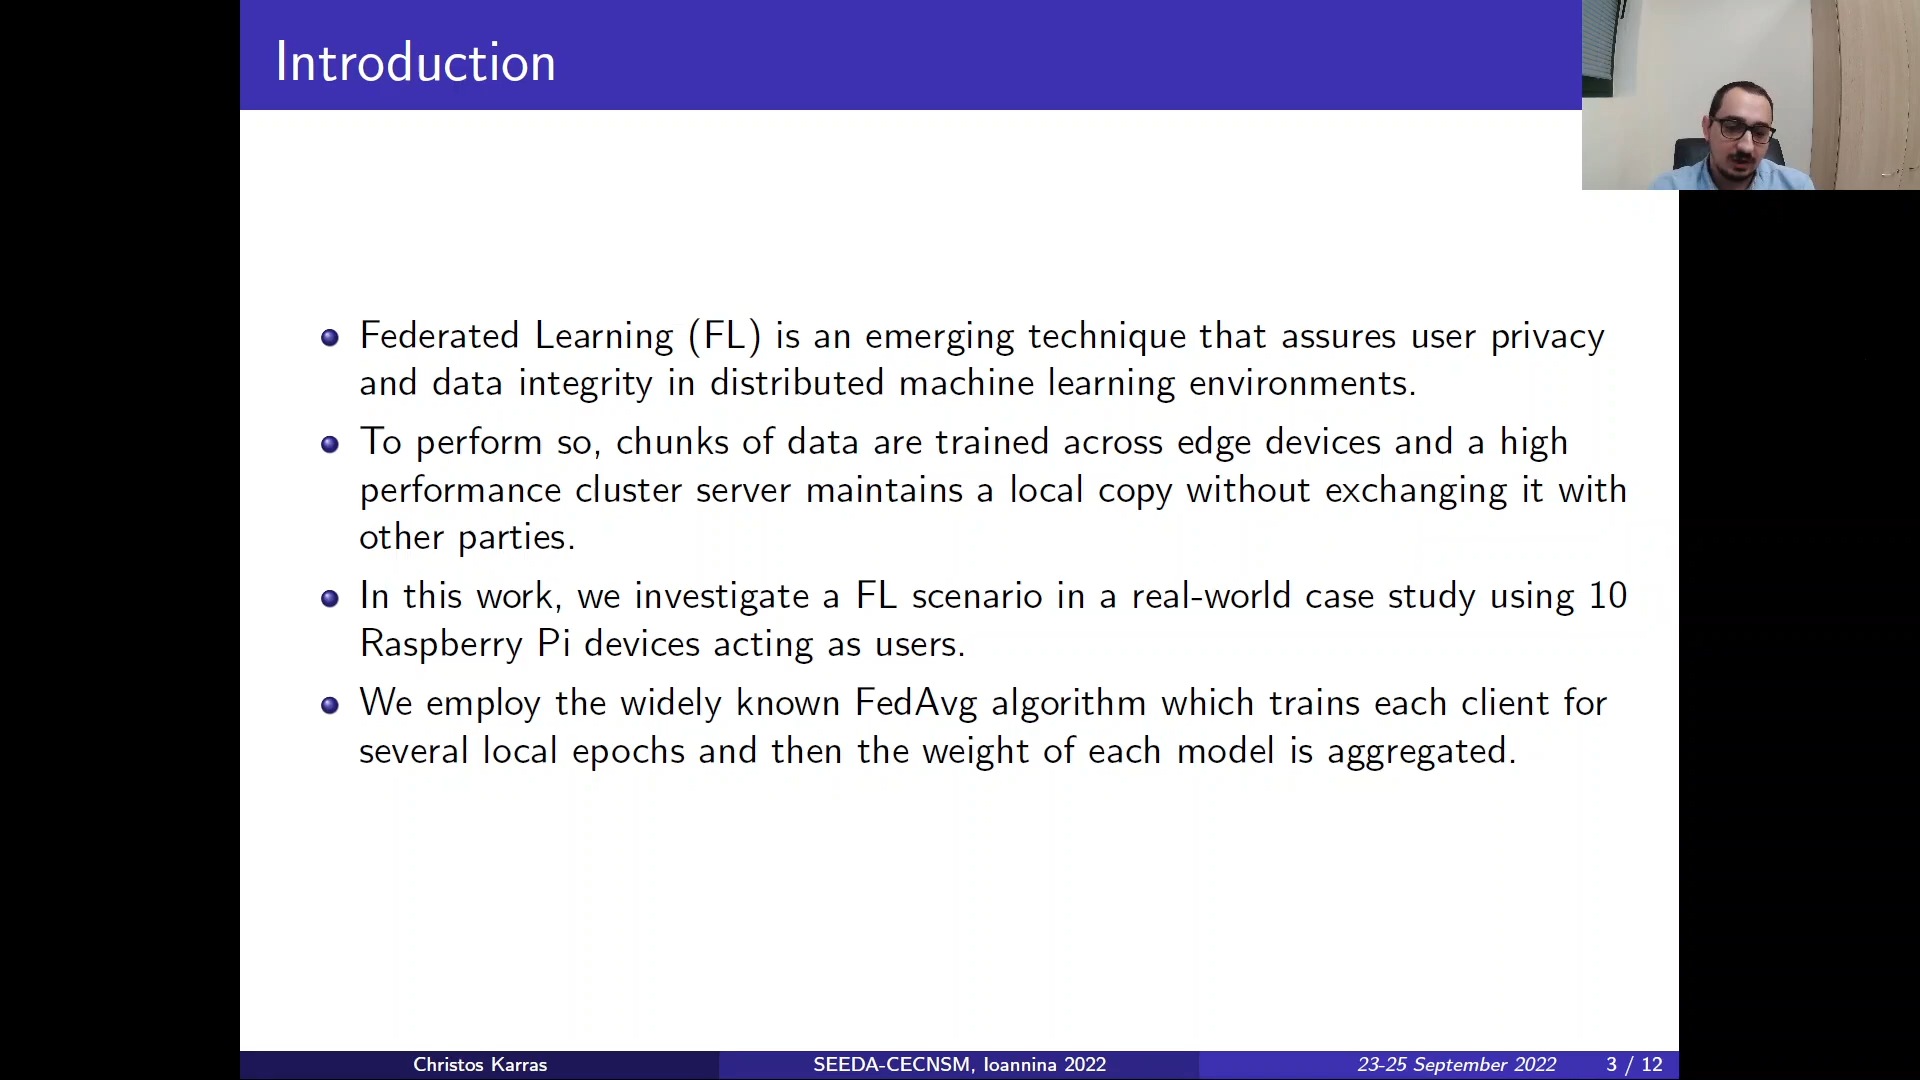 Introduction
Federated Learning (FL) is an emerging technique that assures user privacy
and data integrity in distributed machine learning environments.
To perform so, chunks of data are trained across edge devices and a high
performance cluster server maintains a local copy without exchanging it with
other parties.
In this work, we investigate a FL scenario in a real-world case study using 10
Raspberry Pi devices acting as users.
We employ the widely known FedAvg algorithm which trains each client for
several local epochs and then the weight of each model is aggregated.
Christos Karras SEEDA-CECNSM, Ioannina 2022 23-25 September 2022 3 / 12